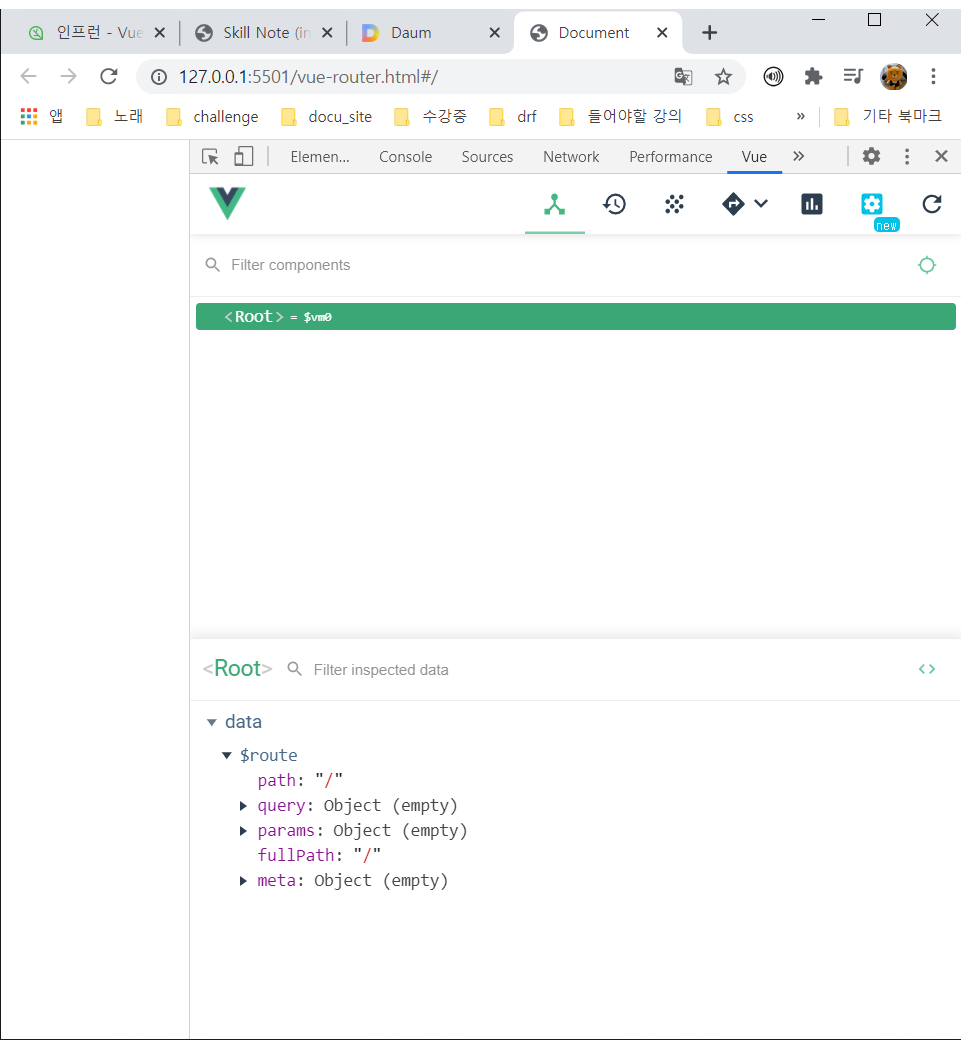 인프런 - Vue
Skill Note (in
Daum
Document
127.0.0.1:5501/vue-router.html#/
앱
노래
challenge
docu_site
수강중
drf
들어야할 강의
css
»
기타 북마크
Elemen...
Console
Sources
Network
Performance
Vue
new
Filter components
<Root> = $vm0
<Root>
Filter inspected data
data
$route
path: "/"
query: Object (empty)
params: Object (empty)
fullPath: "/"
meta: Object (empty)